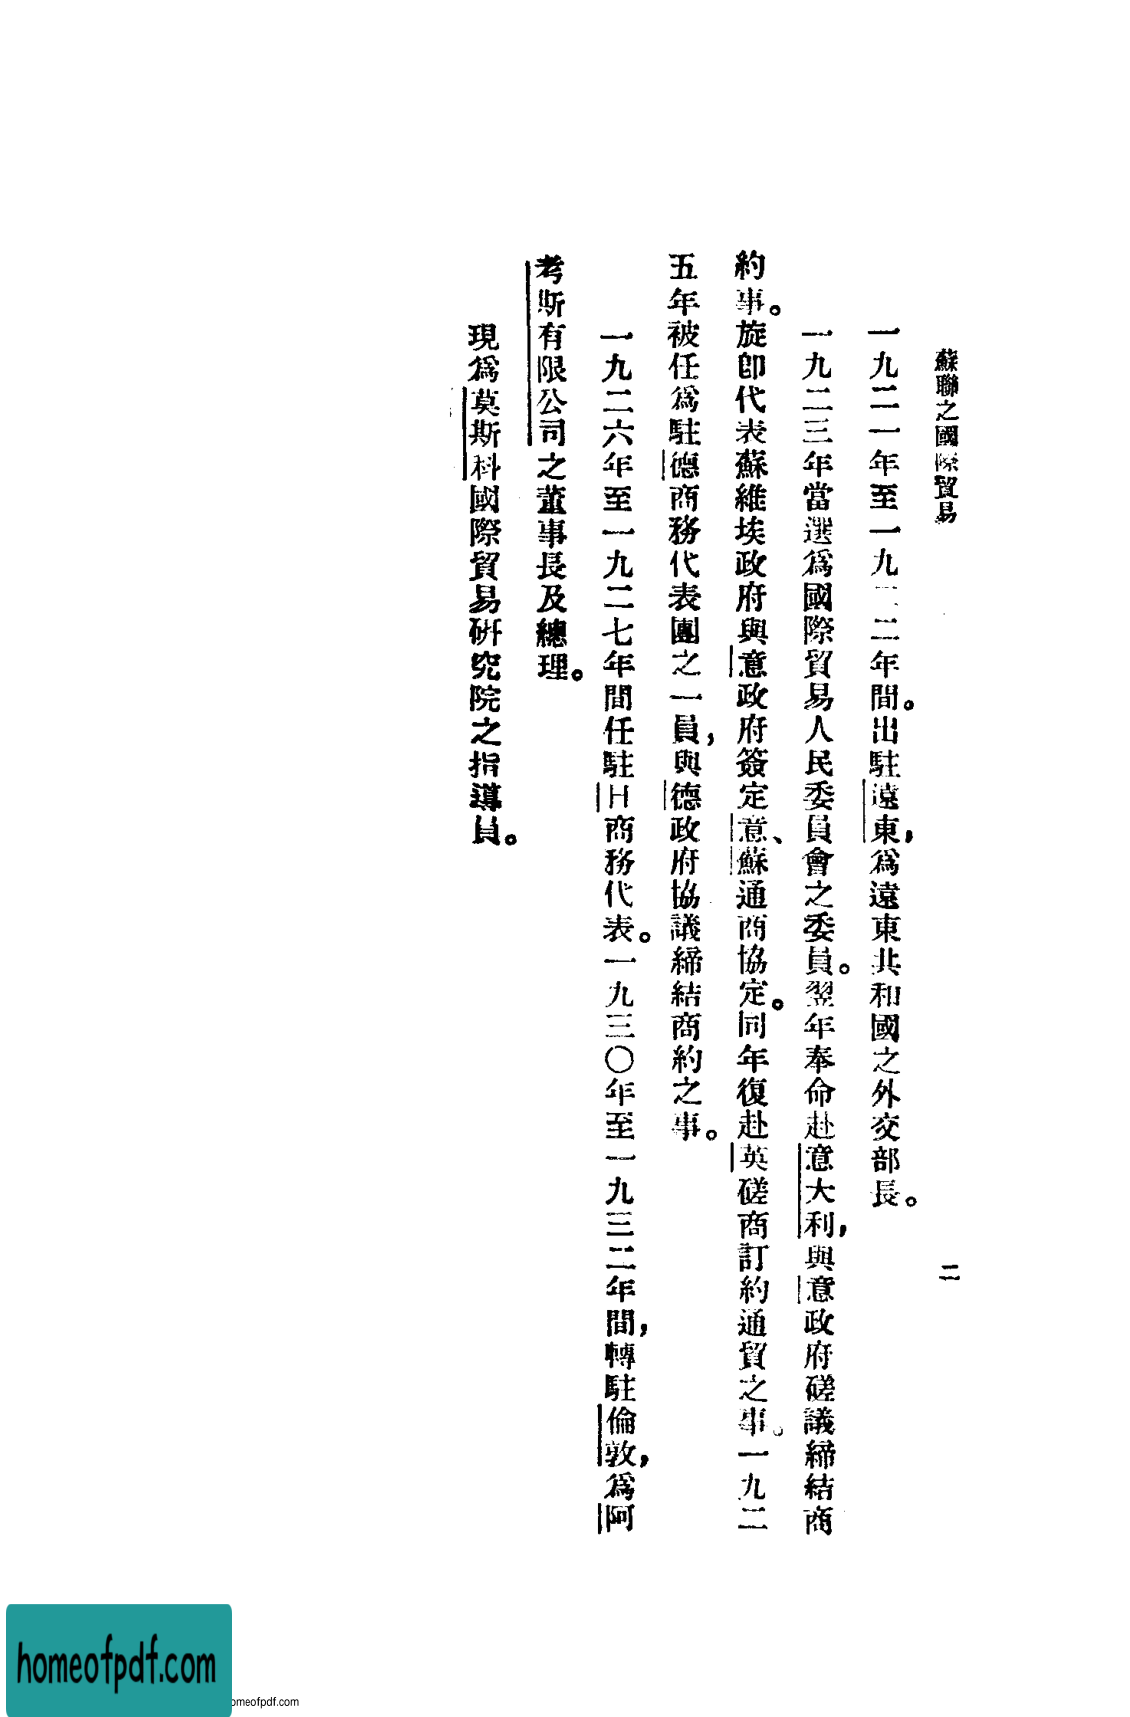 蘇聯之國際貿易
二
一九二一年至一九二二年間。出駐遠東，爲遠東共和國之外交部長。
一九二三年當選爲國際貿易人民委員會之委員。翌年奉命赴意大利，與意政府磋議締結商
約事。旋卽代表蘇維埃政府與意政府簽定意、蘇通商協定。同年復赴英磋商訂約通貿之事。一九二
五年被任爲駐德商務代表團之一員，與德政府協議締結商約之事。
一九二六年至一九二七年間任駐日商務代表。一九三〇年至一九三二年間，轉駐倫敦，爲阿
考斯有限公司之董事長及總理。
現爲莫斯科國際貿易硏究院之指導員。
homeofpdf.com
omeofpdf.com